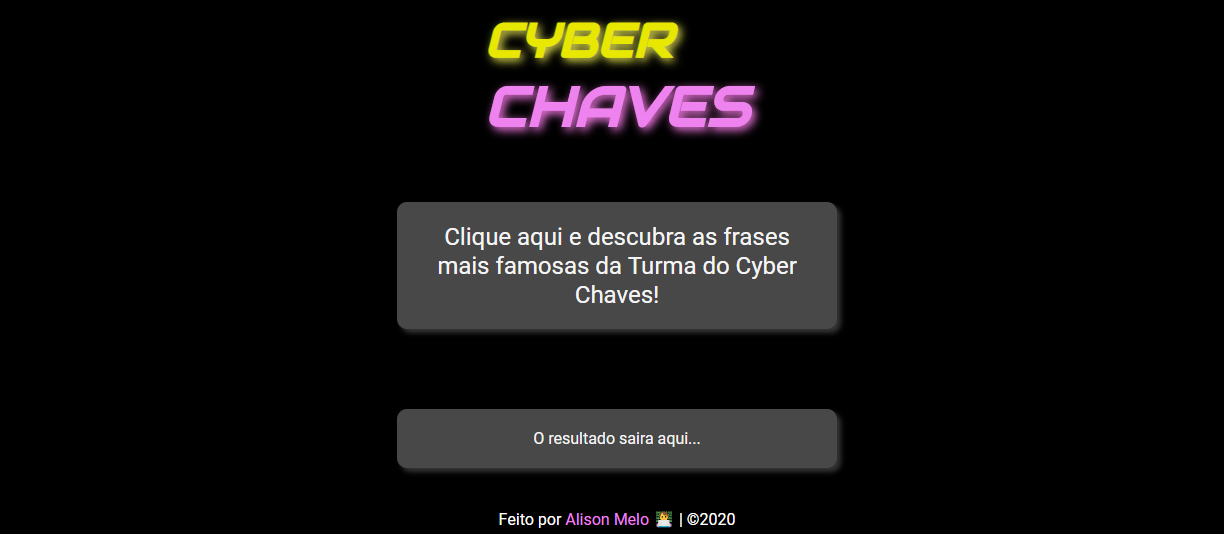 CYBER
CHAVES
Clique aqui e descubra as frases
mais famosas da Turma do Cyber
Chaves!
O resultado saira aqui...
Feito por Alison Melo 👨‍💻 | ©2020